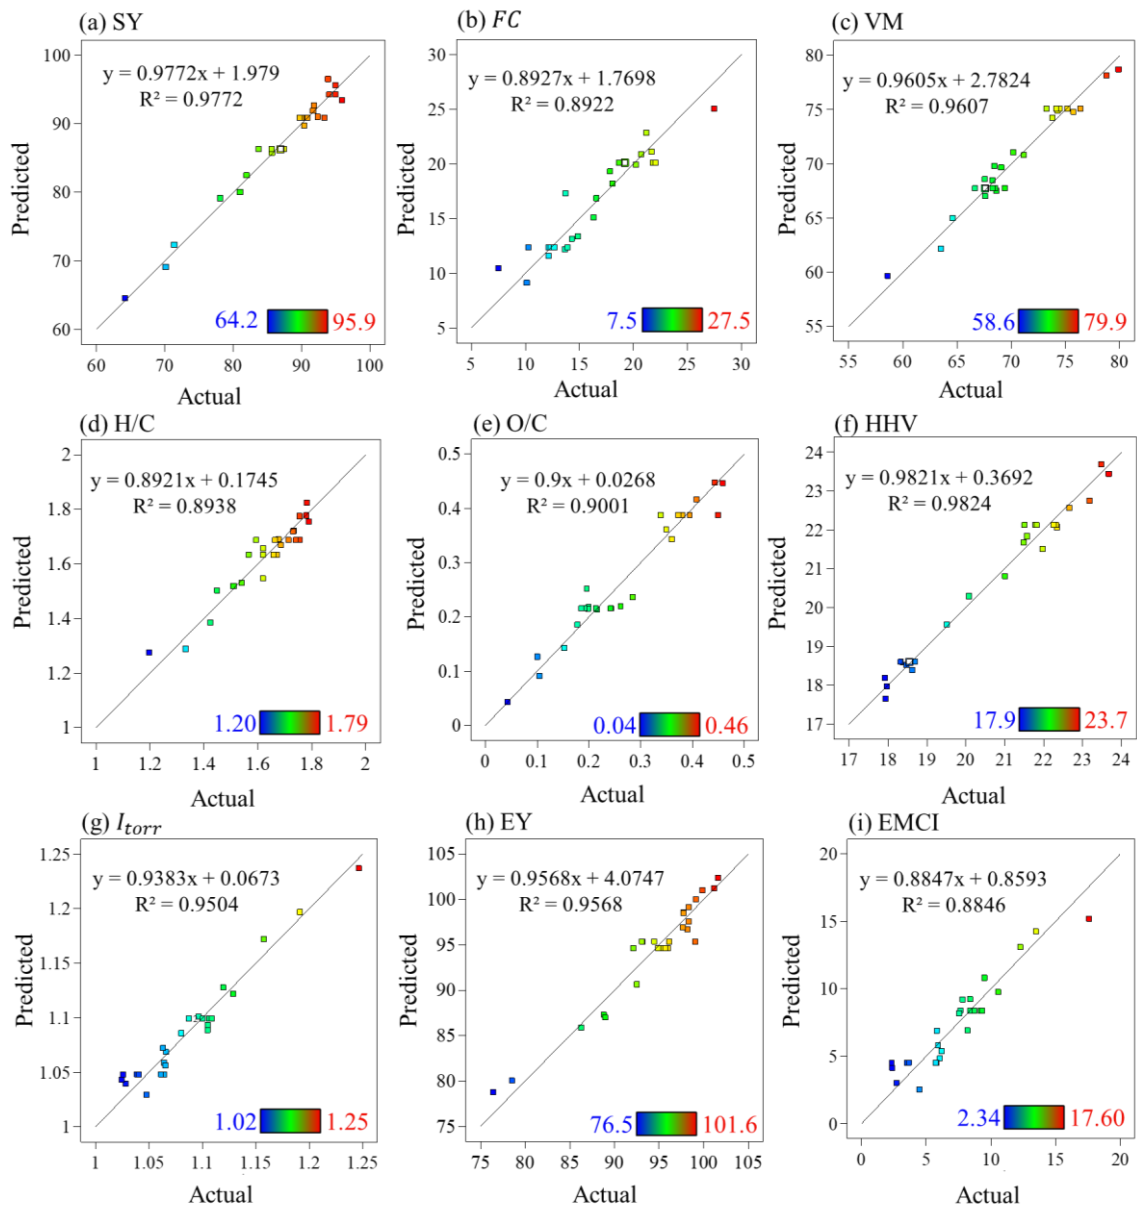 (a) SY
100
90
80
70
60
60 70 80 90 100
Predicted
Actual
y = 0.9772x + 1.979
R² = 0.9772
64.2 95.9
(b) FC
30
25
20
15
10
5
5 10 15 20 25 30
Predicted
Actual
y = 0.8927x + 1.7698
R² = 0.8922
7.5 27.5
(c) VM
80
75
70
65
60
55
55 60 65 70 75 80
Predicted
Actual
y = 0.9605x + 2.7824
R² = 0.9607
58.6 79.9
(d) H/C
2
1.8
1.6
1.4
1.2
1
1 1.2 1.4 1.6 1.8 2
Predicted
Actual
y = 0.8921x + 0.1745
R² = 0.8938
1.20 1.79
(e) O/C
0.5
0.4
0.3
0.2
0.1
0
0 0.1 0.2 0.3 0.4 0.5
Predicted
Actual
y = 0.9x + 0.0268
R² = 0.9001
0.04 0.46
(f) HHV
24
23
22
21
20
19
18
17
17 18 19 20 21 22 23 24
Predicted
Actual
y = 0.9821x + 0.3692
R² = 0.9824
17.9 23.7
(g) I_torr
1.25
1.2
1.15
1.1
1.05
1
1 1.05 1.1 1.15 1.2 1.25
Predicted
Actual
y = 0.9383x + 0.0673
R² = 0.9504
1.02 1.25
(h) EY
105
100
95
90
85
80
75
75 80 85 90 95 100 105
Predicted
Actual
y = 0.9568x + 4.0747
R² = 0.9568
76.5 101.6
(i) EMCI
20
15
10
5
0
0 5 10 15 20
Predicted
Actual
y = 0.8847x + 0.8593
R² = 0.8846
2.34 17.60